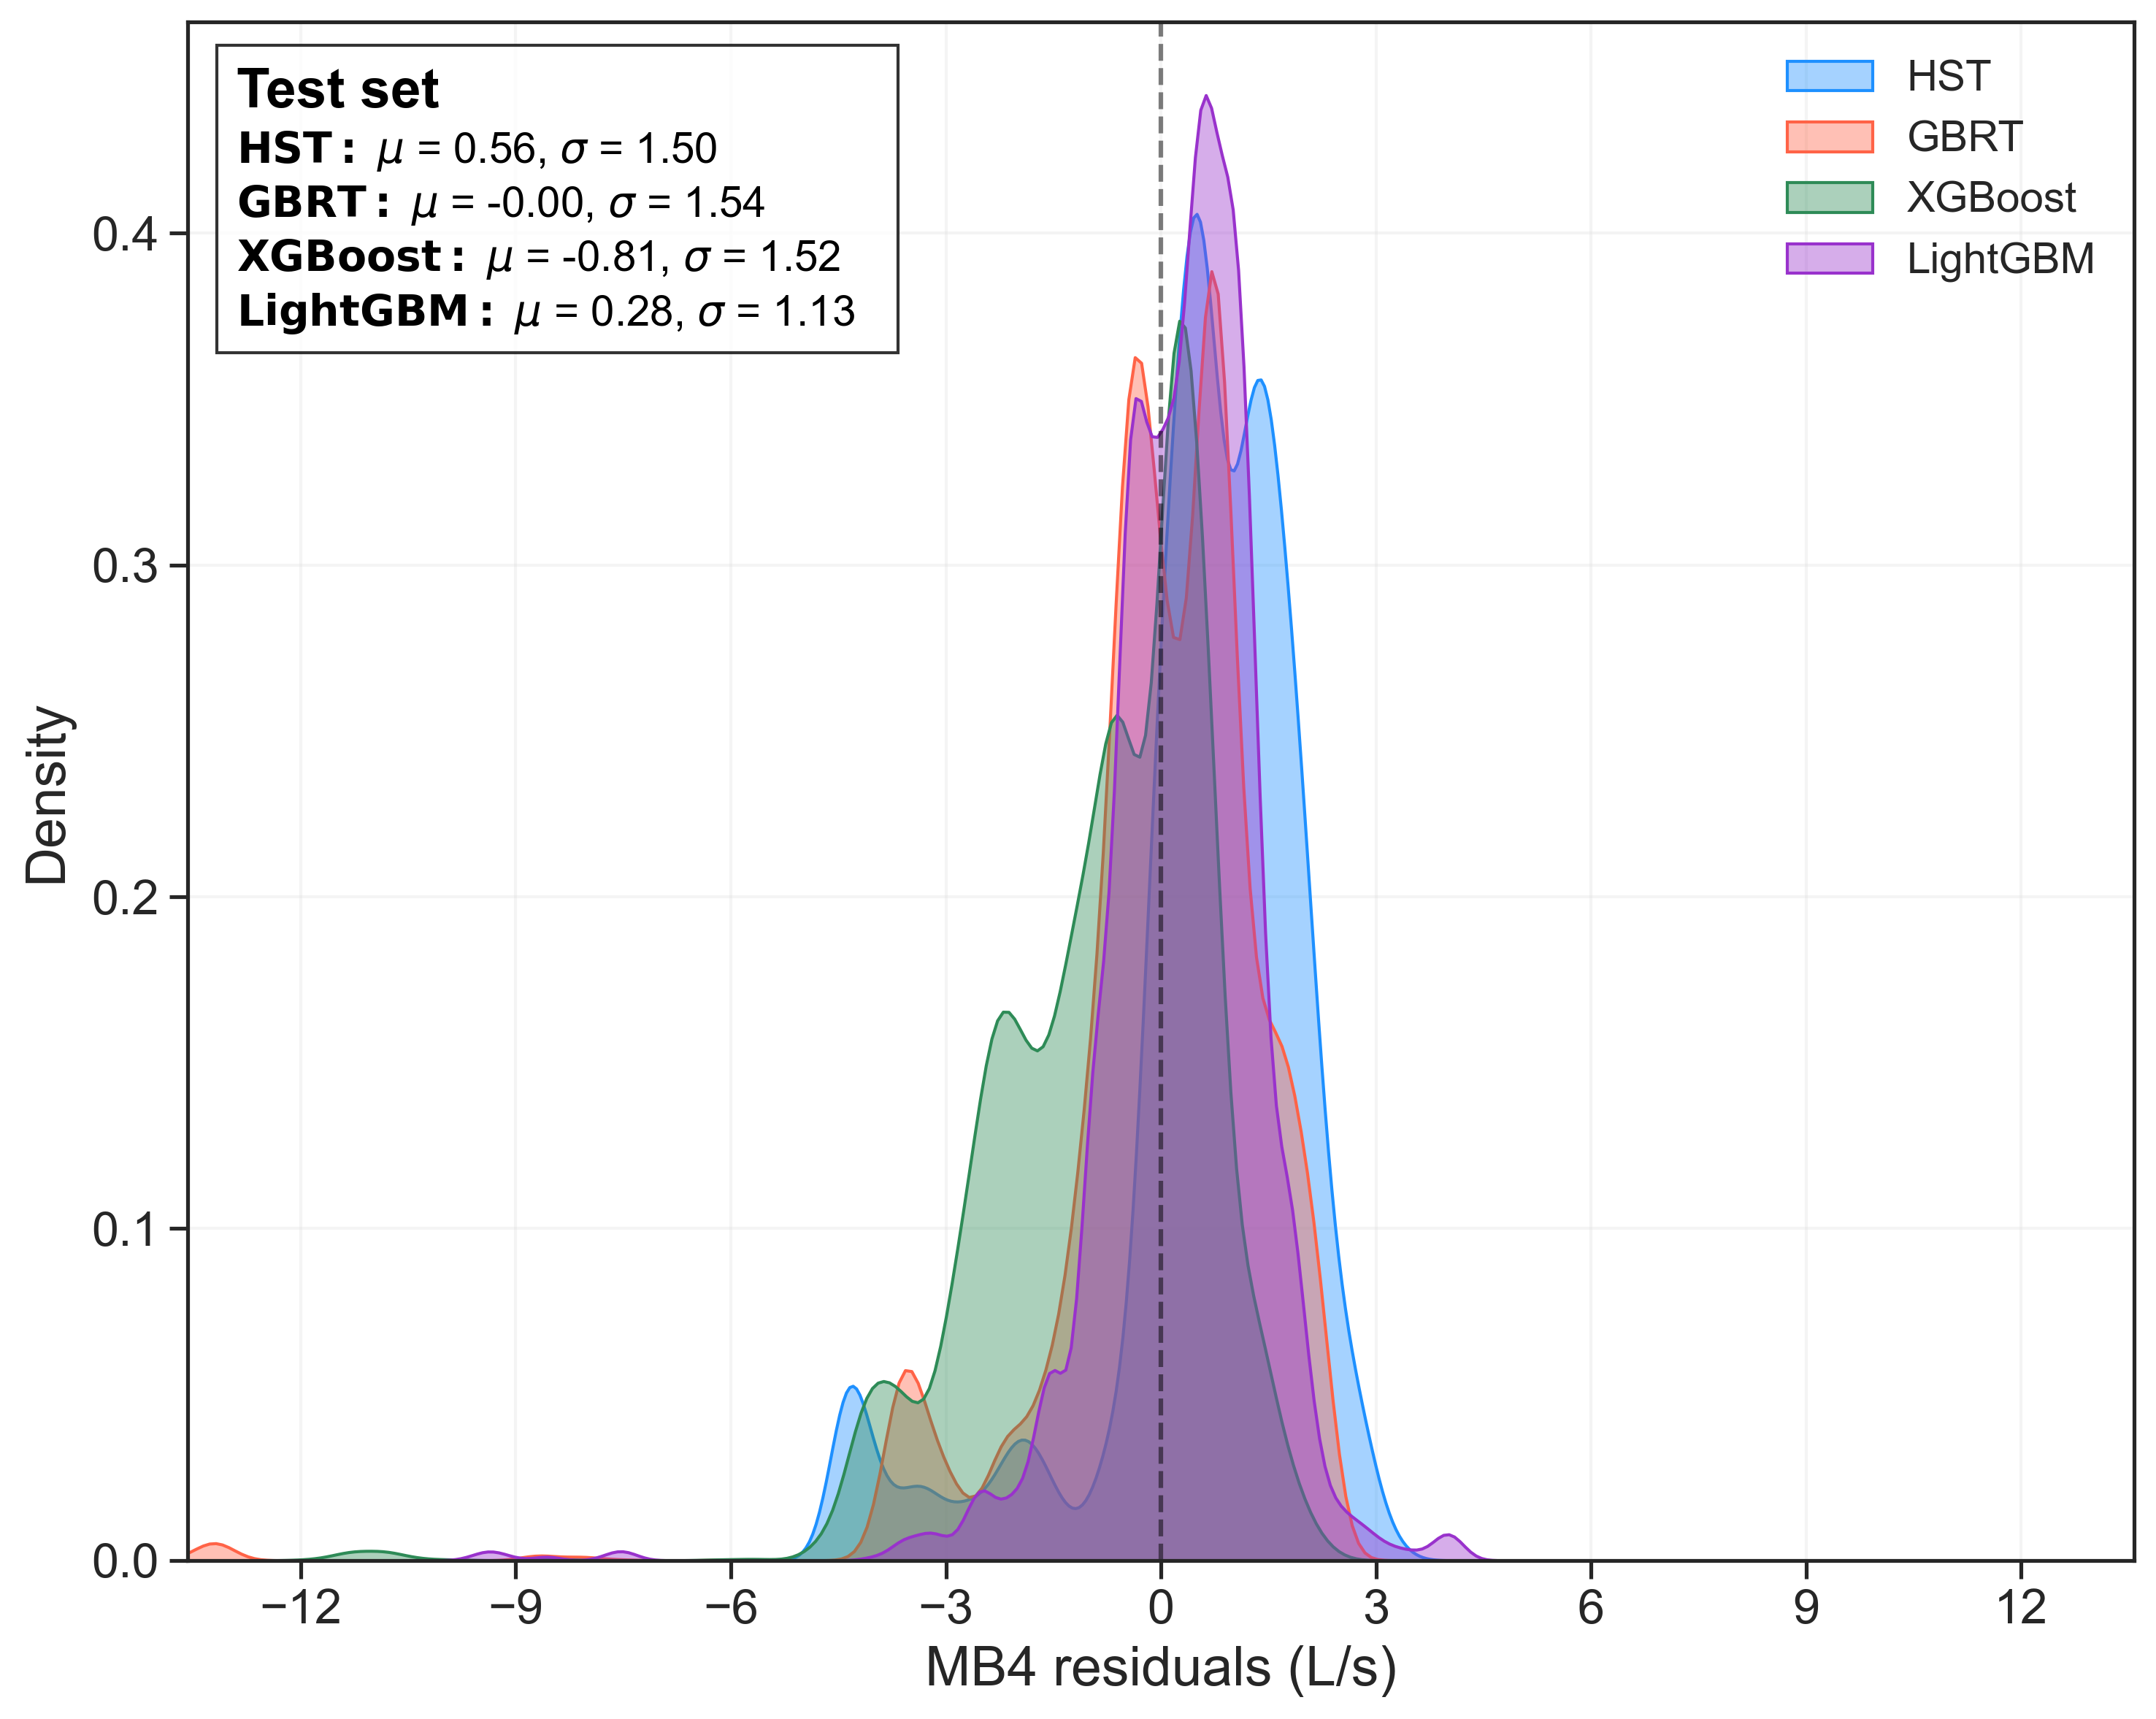 Test set
HST: μ = 0.56, σ = 1.50
GBRT: μ = -0.00, σ = 1.54
XGBoost: μ = -0.81, σ = 1.52
LightGBM: μ = 0.28, σ = 1.13
HST
GBRT
XGBoost
LightGBM
Density
0.4
0.3
0.2
0.1
0.0
−12 −9 −6 −3 0 3 6 9 12
MB4 residuals (L/s)